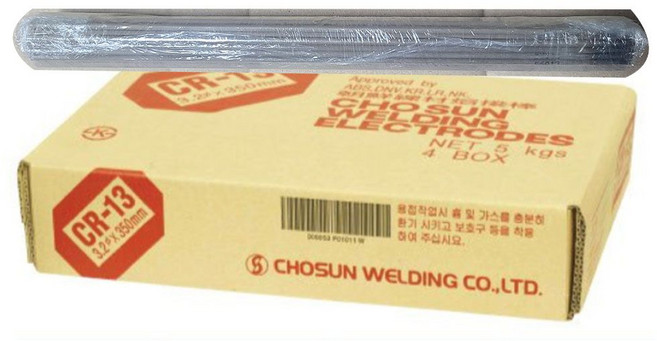 CR-13
3.2ø X 350mm
Approved by
ABS.DNV.KR.LR.NK.
CHOSUN
WELDING
ELECTRODES
NET 5 kgs
4 BOX
CR-13
3.2ø X 350mm
용접작업시 흄 및 가스를 충분히
환기 시키고 보호구 등을 착용
하여 주십시요.
CHOSUN WELDING CO.,LTD.